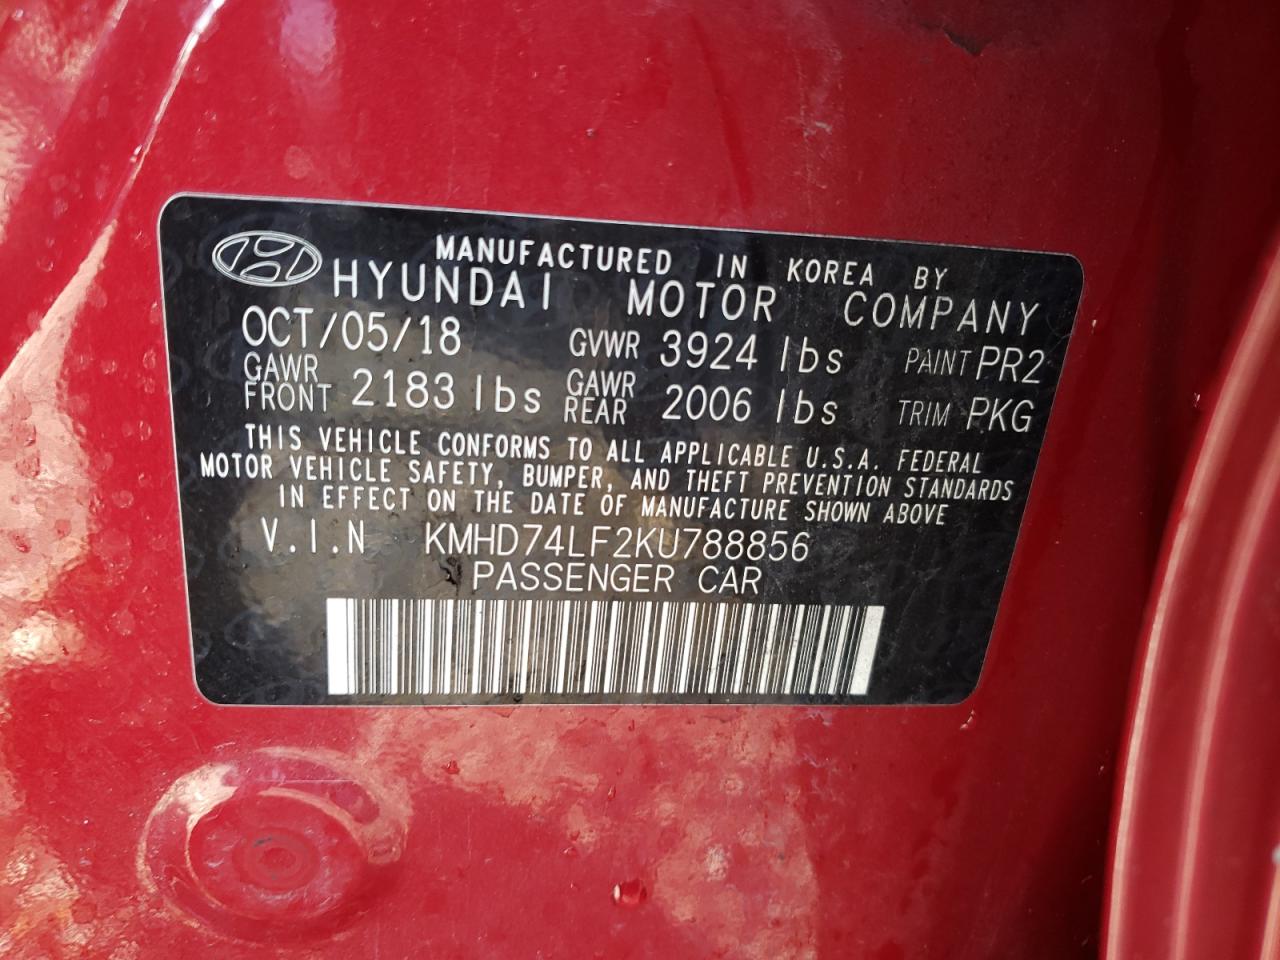 MANUFACTURED IN KOREA BY
HYUNDAI MOTOR COMPANY
OCT/05/18 GVWR 3924 lbs PAINT PR2
GAWR FRONT 2183 lbs GAWR REAR 2006 lbs TRIM PKG
THIS VEHICLE CONFORMS TO ALL APPLICABLE U.S.A. FEDERAL
MOTOR VEHICLE SAFETY, BUMPER, AND THEFT PREVENTION STANDARDS
IN EFFECT ON THE DATE OF MANUFACTURE SHOWN ABOVE
V.I.N KMHD74LF2KU788856
PASSENGER CAR